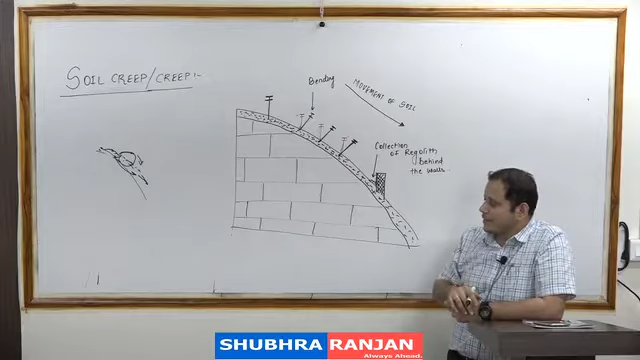 SOIL CREEP/CREEP:-
Bending
MOVEMENT OF SOIL
Collection
of Regolith
behind
the walls.
SHUBHRA RANJAN
Always Ahead.